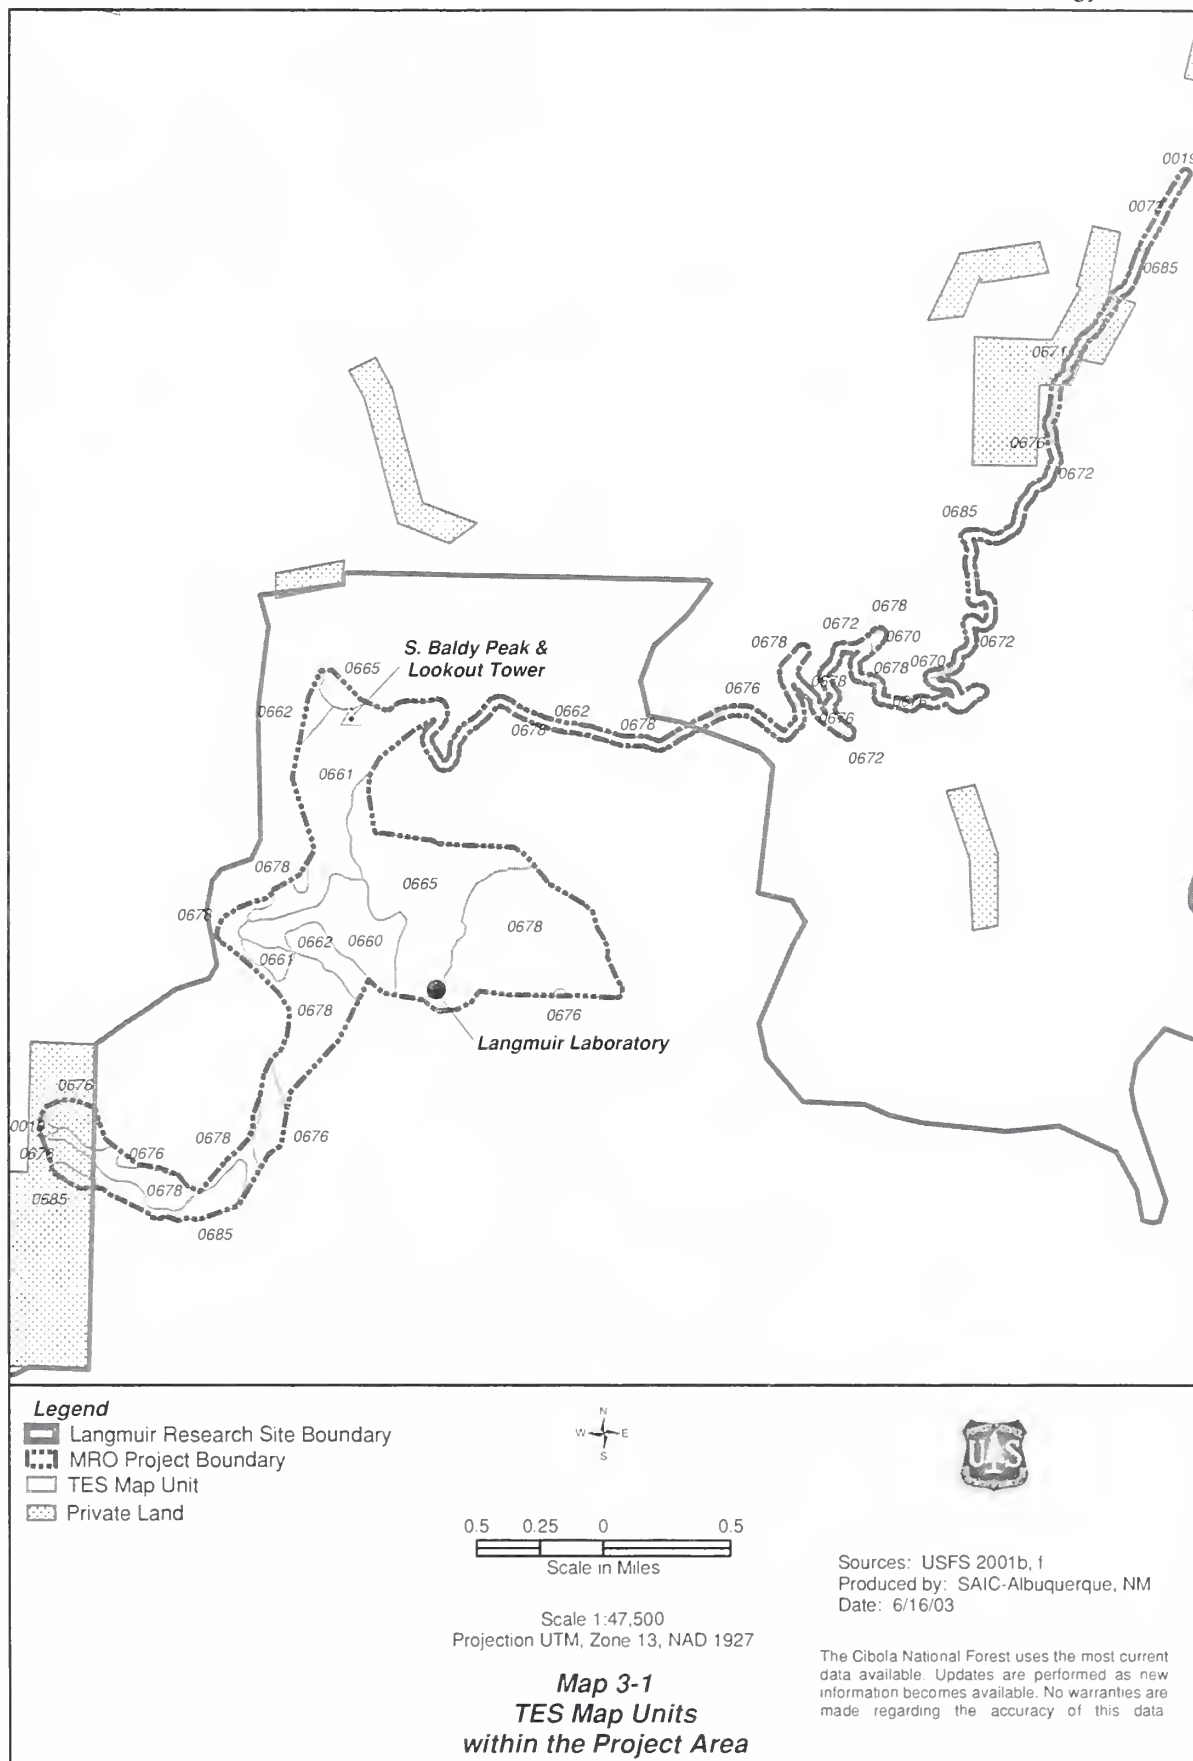 0019
0073
0685
0671
0676
0672
0685
0678
0672
0678
0670
0672
0670
0678
0678
0676
0676
0676
0672
S. Baldy Peak &
Lookout Tower
0665
0662
0662
0678
0678
0661
0678
0665
0678
0678
0662
0660
0661
0678
0676
Langmuir Laboratory
0676
0678
0676
0676
0676
0678
0685
0685
Legend
Langmuir Research Site Boundary
MRO Project Boundary
TES Map Unit
Private Land
N
W E
S
0.5 0.25 0 0.5
Scale in Miles
Scale 1:47,500
Projection UTM, Zone 13, NAD 1927
Map 3-1
TES Map Units
within the Project Area
US
Sources: USFS 2001b, f
Produced by: SAIC-Albuquerque, NM
Date: 6/16/03
The Cibola National Forest uses the most current
data available. Updates are performed as new
information becomes available. No warranties are
made regarding the accuracy of this data